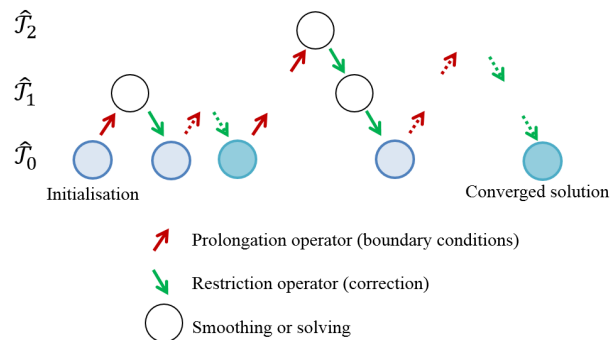 𝒯̂₂
𝒯̂₁
𝒯̂₀
Initialisation
Converged solution
Prolongation operator (boundary conditions)
Restriction operator (correction)
Smoothing or solving